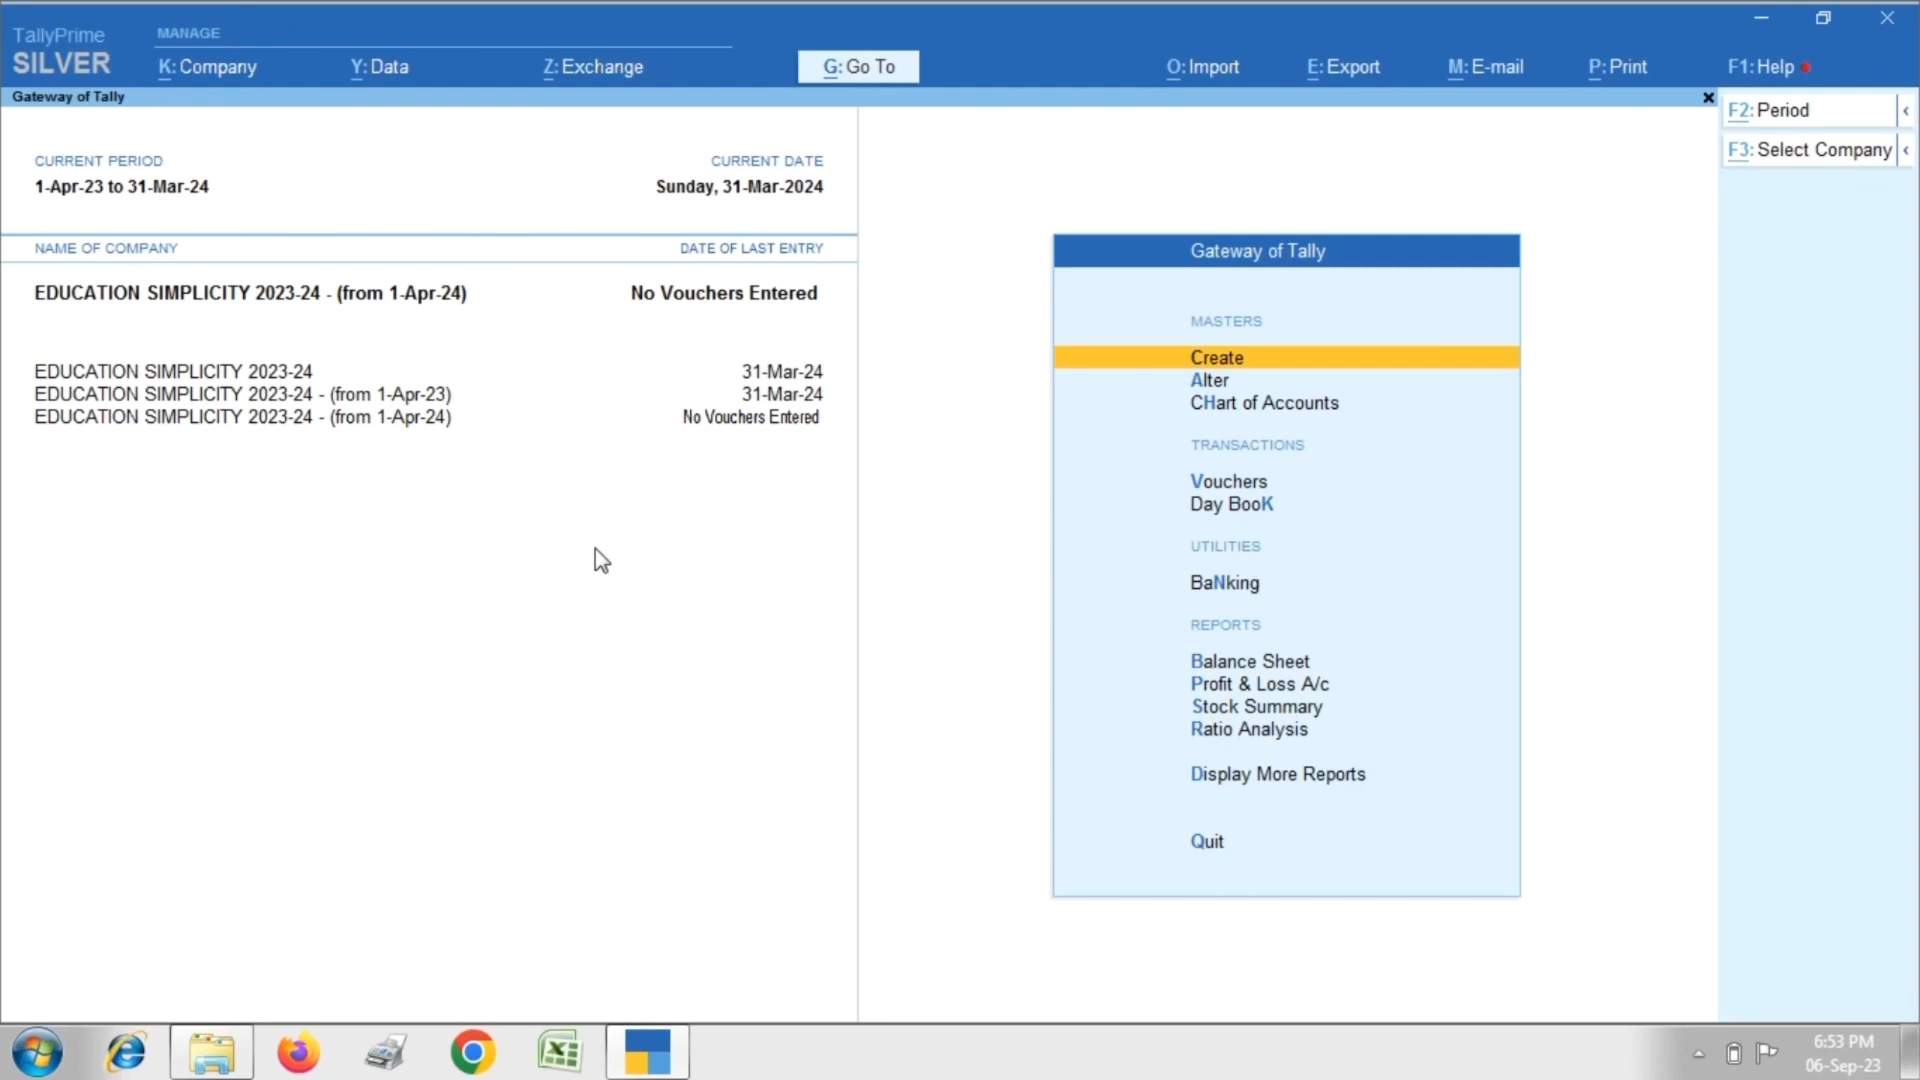 TallyPrime
SILVER
MANAGE
K: Company
Y: Data
Z: Exchange
G: Go To
O: Import
E: Export
M: E-mail
P: Print
F1: Help
Gateway of Tally
F2: Period
F3: Select Company
CURRENT PERIOD
CURRENT DATE
1-Apr-23 to 31-Mar-24
Sunday, 31-Mar-2024
NAME OF COMPANY
DATE OF LAST ENTRY
EDUCATION SIMPLICITY 2023-24 - (from 1-Apr-24)
No Vouchers Entered
EDUCATION SIMPLICITY 2023-24
31-Mar-24
EDUCATION SIMPLICITY 2023-24 - (from 1-Apr-23)
31-Mar-24
EDUCATION SIMPLICITY 2023-24 - (from 1-Apr-24)
No Vouchers Entered
Gateway of Tally
MASTERS
Create
Alter
CHart of Accounts
TRANSACTIONS
Vouchers
Day BooK
UTILITIES
BaNking
REPORTS
Balance Sheet
Profit & Loss A/c
Stock Summary
Ratio Analysis
Display More Reports
Quit
6:53 PM
06-Sep-23